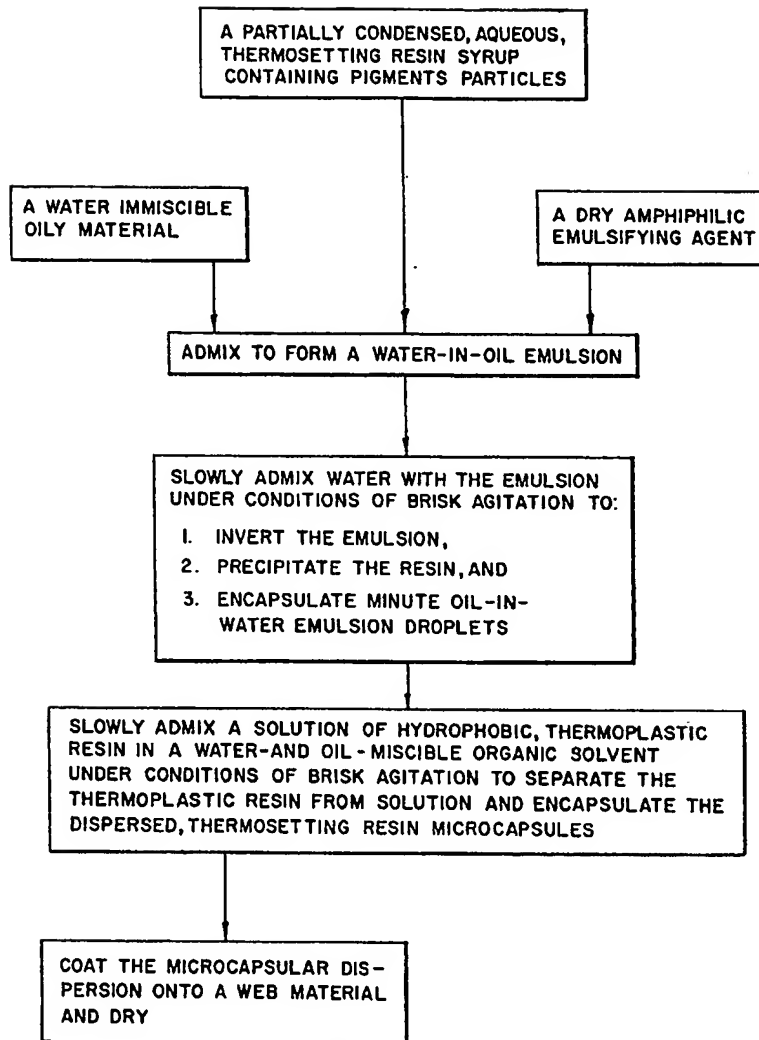 A PARTIALLY CONDENSED, AQUEOUS,
THERMOSETTING RESIN SYRUP
CONTAINING PIGMENTS PARTICLES
A WATER IMMISCIBLE
OILY MATERIAL
A DRY AMPHIPHILIC
EMULSIFYING AGENT
ADMIX TO FORM A WATER-IN-OIL EMULSION
SLOWLY ADMIX WATER WITH THE EMULSION
UNDER CONDITIONS OF BRISK AGITATION TO:
1. INVERT THE EMULSION,
2. PRECIPITATE THE RESIN, AND
3. ENCAPSULATE MINUTE OIL-IN-
WATER EMULSION DROPLETS
SLOWLY ADMIX A SOLUTION OF HYDROPHOBIC, THERMOPLASTIC
RESIN IN A WATER-AND OIL-MISCIBLE ORGANIC SOLVENT
UNDER CONDITIONS OF BRISK AGITATION TO SEPARATE THE
THERMOPLASTIC RESIN FROM SOLUTION AND ENCAPSULATE THE
DISPERSED, THERMOSETTING RESIN MICROCAPSULES
COAT THE MICROCAPSULAR DIS-
PERSION ONTO A WEB MATERIAL
AND DRY